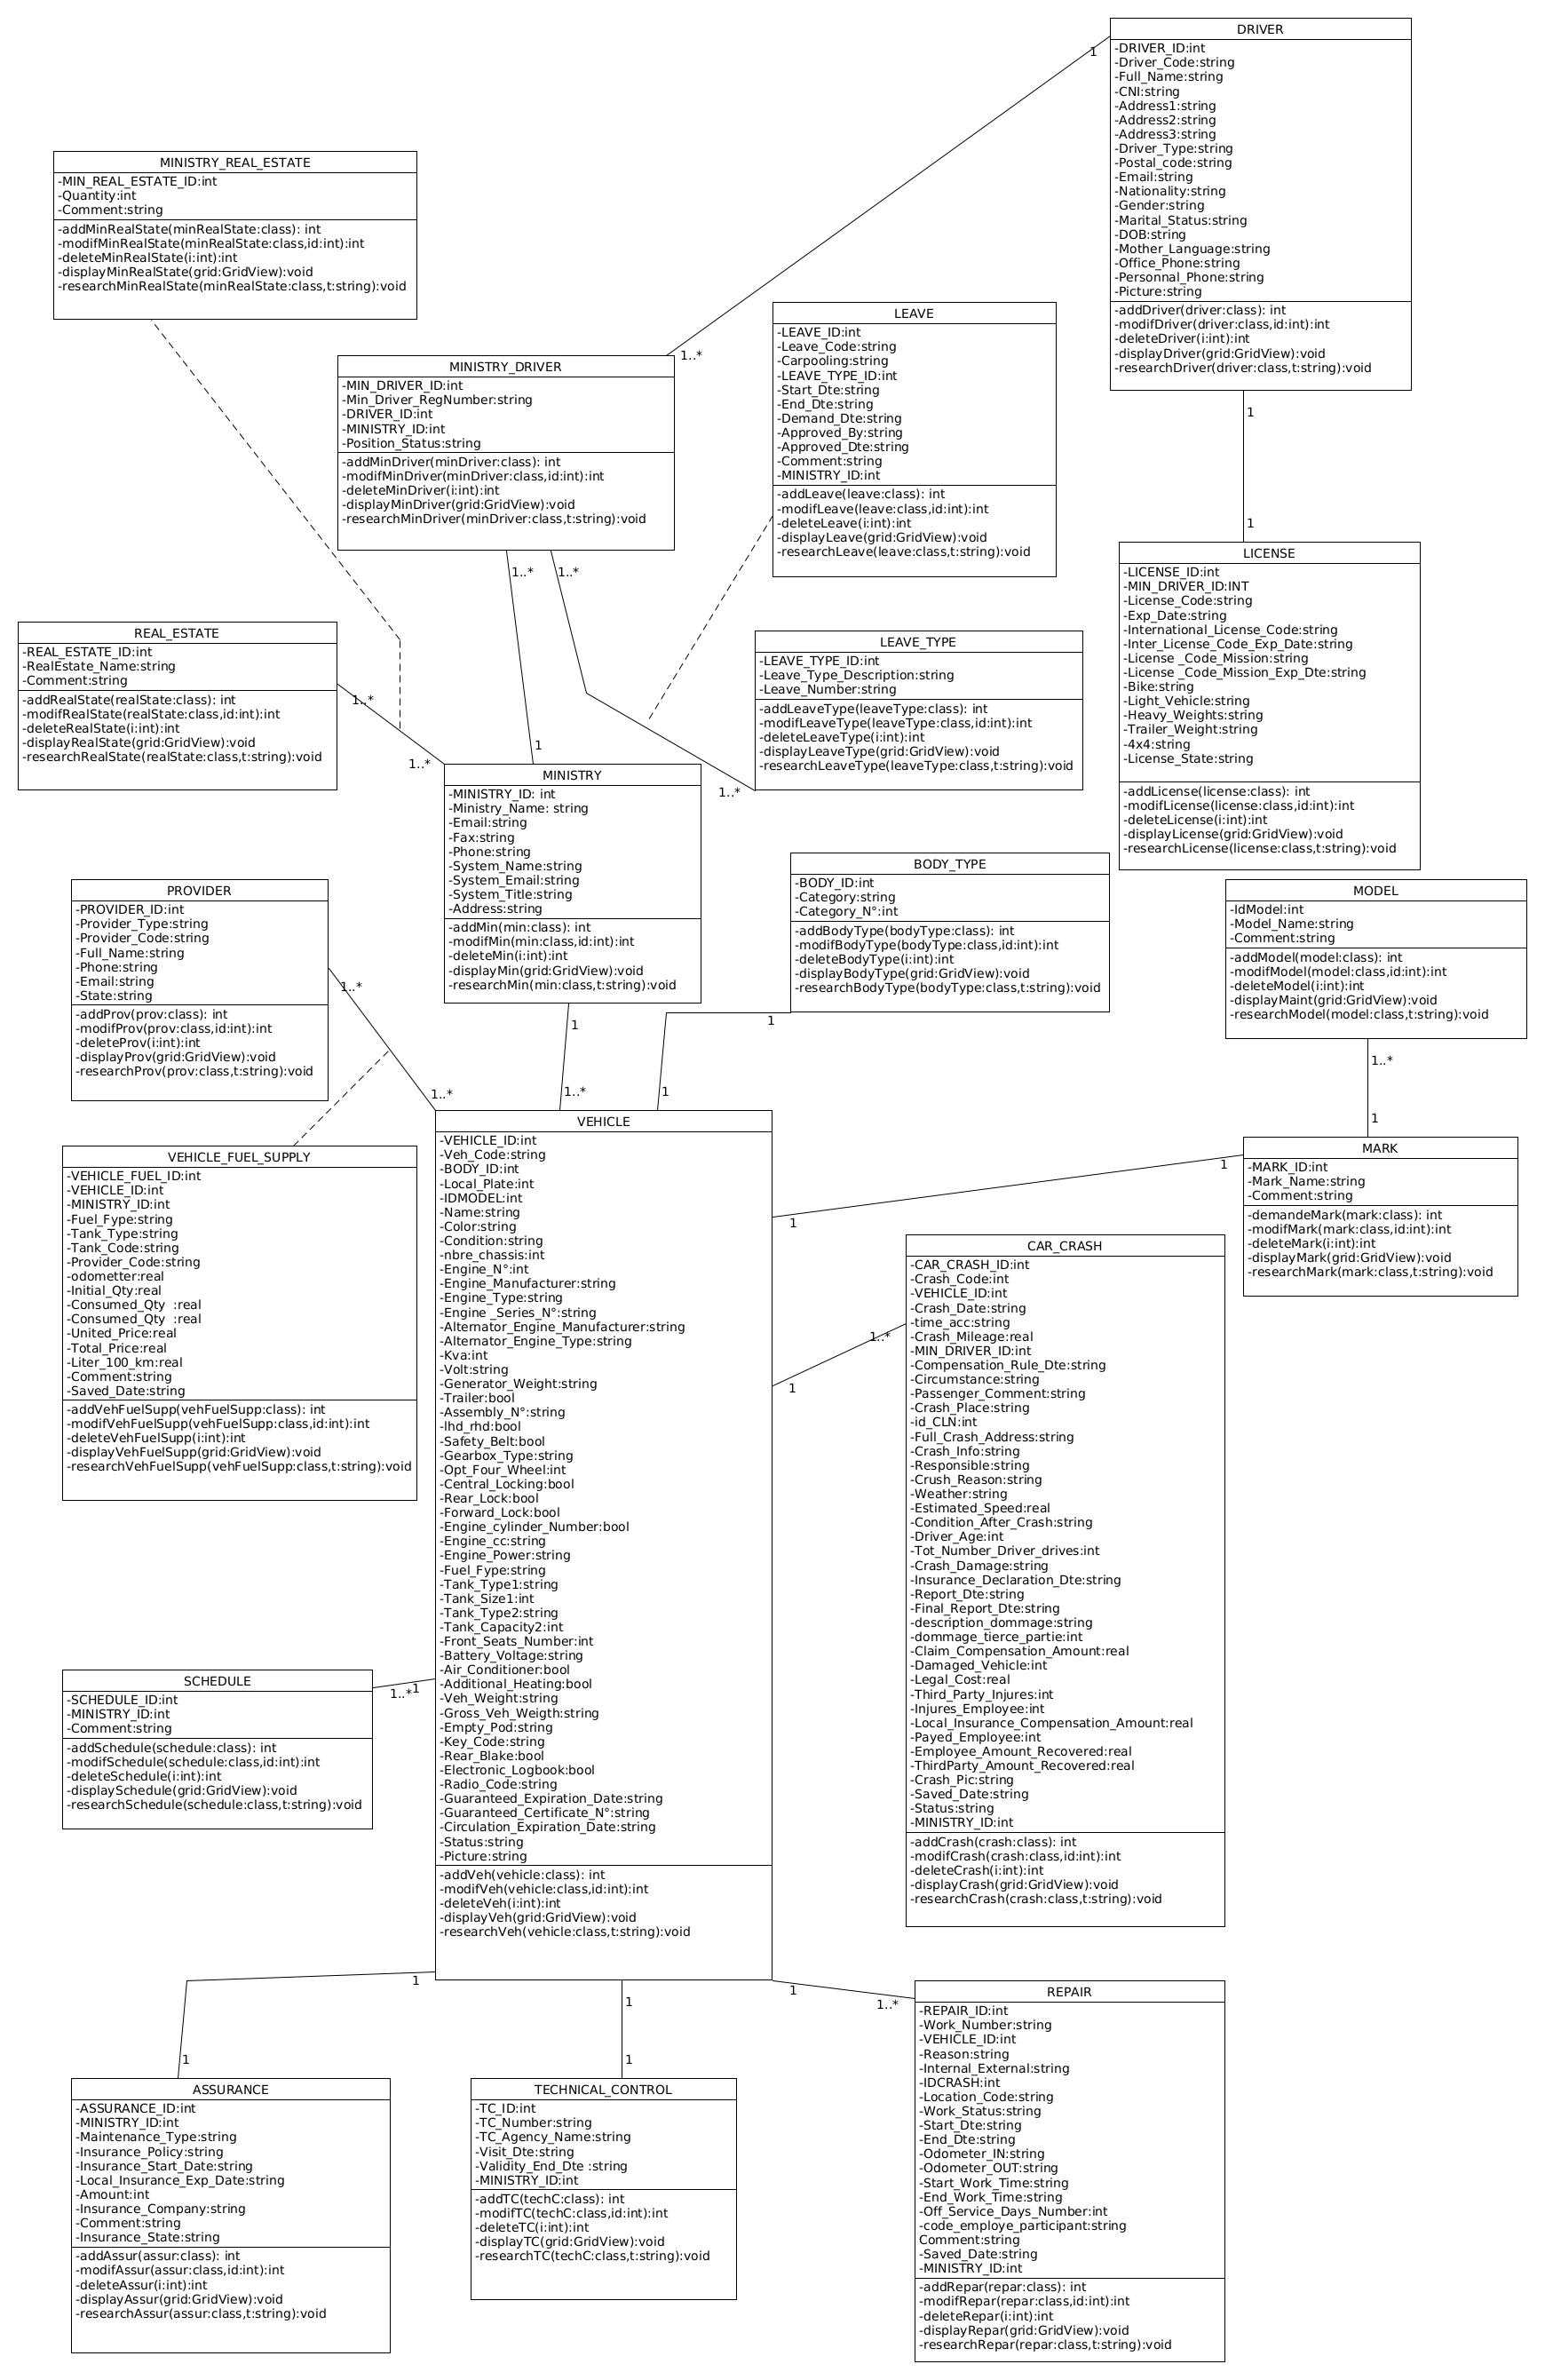 DRIVER
-DRIVER_ID:int
-Driver_Code:string
-Full_Name:string
-CNI:string
-Address1:string
-Address2:string
-Address3:string
-Driver_Type:string
-Postal_code:string
-Email:string
-Nationality:string
-Gender:string
-Marital_Status:string
-DOB:string
-Mother_Language:string
-Office_Phone:string
-Personnal_Phone:string
-Picture:string
-addDriver(driver:class): int
-modifDriver(driver:class,id:int):int
-deleteDriver(i:int):int
-displayDriver(grid:GridView):void
-researchDriver(driver:class,t:string):void
1
1..*
1
1
MINISTRY_REAL_ESTATE
-MIN_REAL_ESTATE_ID:int
-Quantity:int
-Comment:string
-addMinRealState(minRealState:class): int
-modifMinRealState(minRealState:class,id:int):int
-deleteMinRealState(i:int):int
-displayMinRealState(grid:GridView):void
-researchMinRealState(minRealState:class,t:string):void
MINISTRY_DRIVER
-MIN_DRIVER_ID:int
-Min_Driver_RegNumber:string
-DRIVER_ID:int
-MINISTRY_ID:int
-Position_Status:string
-addMinDriver(minDriver:class): int
-modifMinDriver(minDriver:class,id:int):int
-deleteMinDriver(i:int):int
-displayMinDriver(grid:GridView):void
-researchMinDriver(minDriver:class,t:string):void
1..*
1..*
1
1..*
LEAVE
-LEAVE_ID:int
-Leave_Code:string
-Carpooling:string
-LEAVE_TYPE_ID:int
-Start_Dte:string
-End_Dte:string
-Demand_Dte:string
-Approved_By:string
-Approved_Dte:string
-Comment:string
-MINISTRY_ID:int
-addLeave(leave:class): int
-modifLeave(leave:class,id:int):int
-deleteLeave(i:int):int
-displayLeave(grid:GridView):void
-researchLeave(leave:class,t:string):void
LICENSE
-LICENSE_ID:int
-MIN_DRIVER_ID:INT
-License_Code:string
-Exp_Date:string
-International_License_Code:string
-Inter_License_Code_Exp_Date:string
-License _Code_Mission:string
-License _Code_Mission_Exp_Dte:string
-Bike:string
-Light_Vehicle:string
-Heavy_Weights:string
-Trailer_Weight:string
-4x4:string
-License_State:string
-addLicense(license:class): int
-modifLicense(license:class,id:int):int
-deleteLicense(i:int):int
-displayLicense(grid:GridView):void
-researchLicense(license:class,t:string):void
REAL_ESTATE
-REAL_ESTATE_ID:int
-RealEstate_Name:string
-Comment:string
-addRealState(realState:class): int
-modifRealState(realState:class,id:int):int
-deleteRealState(i:int):int
-displayRealState(grid:GridView):void
-researchRealState(realState:class,t:string):void
1..*
1..*
LEAVE_TYPE
-LEAVE_TYPE_ID:int
-Leave_Type_Description:string
-Leave_Number:string
-addLeaveType(leaveType:class): int
-modifLeaveType(leaveType:class,id:int):int
-deleteLeaveType(i:int):int
-displayLeaveType(grid:GridView):void
-researchLeaveType(leaveType:class,t:string):void
MINISTRY
-MINISTRY_ID: int
-Ministry_Name: string
-Email:string
-Fax:string
-Phone:string
-System_Name:string
-System_Email:string
-System_Title:string
-Address:string
-addMin(min:class): int
-modifMin(min:class,id:int):int
-deleteMin(i:int):int
-displayMin(grid:GridView):void
-researchMin(min:class,t:string):void
1
1..*
BODY_TYPE
-BODY_ID:int
-Category:string
-Category_N°:int
-addBodyType(bodyType:class): int
-modifBodyType(bodyType:class,id:int):int
-deleteBodyType(i:int):int
-displayBodyType(grid:GridView):void
-researchBodyType(bodyType:class,t:string):void
1
1
MODEL
-IdModel:int
-Model_Name:string
-Comment:string
-addModel(model:class): int
-modifModel(model:class,id:int):int
-deleteModel(i:int):int
-displayMaint(grid:GridView):void
-researchModel(model:class,t:string):void
1..*
1
PROVIDER
-PROVIDER_ID:int
-Provider_Type:string
-Provider_Code:string
-Full_Name:string
-Phone:string
-Email:string
-State:string
-addProv(prov:class): int
-modifProv(prov:class,id:int):int
-deleteProv(i:int):int
-displayProv(grid:GridView):void
-researchProv(prov:class,t:string):void
1..*
1..*
MARK
-MARK_ID:int
-Mark_Name:string
-Comment:string
-demandeMark(mark:class): int
-modifMark(mark:class,id:int):int
-deleteMark(i:int):int
-displayMark(grid:GridView):void
-researchMark(mark:class,t:string):void
1
1
VEHICLE_FUEL_SUPPLY
-VEHICLE_FUEL_ID:int
-VEHICLE_ID:int
-MINISTRY_ID:int
-Fuel_Fype:string
-Tank_Type:string
-Tank_Code:string
-Provider_Code:string
-odometter:real
-Initial_Qty:real
-Consumed_Qty  :real
-Consumed_Qty  :real
-United_Price:real
-Total_Price:real
-Liter_100_km:real
-Comment:string
-Saved_Date:string
-addVehFuelSupp(vehFuelSupp:class): int
-modifVehFuelSupp(vehFuelSupp:class,id:int):int
-deleteVehFuelSupp(i:int):int
-displayVehFuelSupp(grid:GridView):void
-researchVehFuelSupp(vehFuelSupp:class,t:string):void
VEHICLE
-VEHICLE_ID:int
-Veh_Code:string
-BODY_ID:int
-Local_Plate:int
-IDMODEL:int
-Name:string
-Color:string
-Condition:string
-nbre_chassis:int
-Engine_N°:int
-Engine_Manufacturer:string
-Engine_Type:string
-Engine _Series_N°:string
-Alternator_Engine_Manufacturer:string
-Alternator_Engine_Type:string
-Kva:int
-Volt:string
-Generator_Weight:string
-Trailer:bool
-Assembly_N°:string
-lhd_rhd:bool
-Safety_Belt:bool
-Gearbox_Type:string
-Opt_Four_Wheel:int
-Central_Locking:bool
-Rear_Lock:bool
-Forward_Lock:bool
-Engine_cylinder_Number:bool
-Engine_cc:string
-Engine_Power:string
-Fuel_Fype:string
-Tank_Type1:string
-Tank_Size1:int
-Tank_Type2:string
-Tank_Capacity2:int
-Front_Seats_Number:int
-Battery_Voltage:string
-Air_Conditioner:bool
-Additional_Heating:bool
-Veh_Weight:string
-Gross_Veh_Weigth:string
-Empty_Pod:string
-Key_Code:string
-Rear_Blake:bool
-Electronic_Logbook:bool
-Radio_Code:string
-Guaranteed_Expiration_Date:string
-Guaranteed_Certificate_N°:string
-Circulation_Expiration_Date:string
-Status:string
-Picture:string
-addVeh(vehicle:class): int
-modifVeh(vehicle:class,id:int):int
-deleteVeh(i:int):int
-displayVeh(grid:GridView):void
-researchVeh(vehicle:class,t:string):void
1..*
1
CAR_CRASH
-CAR_CRASH_ID:int
-Crash_Code:int
-VEHICLE_ID:int
-Crash_Date:string
-time_acc:string
-Crash_Mileage:real
-MIN_DRIVER_ID:int
-Compensation_Rule_Dte:string
-Circumstance:string
-Passenger_Comment:string
-Crash_Place:string
-id_CLN:int
-Full_Crash_Address:string
-Crash_Info:string
-Responsible:string
-Crush_Reason:string
-Weather:string
-Estimated_Speed:real
-Condition_After_Crash:string
-Driver_Age:int
-Tot_Number_Driver_drives:int
-Crash_Damage:string
-Insurance_Declaration_Dte:string
-Report_Dte:string
-Final_Report_Dte:string
-description_dommage:string
-dommage_tierce_partie:int
-Claim_Compensation_Amount:real
-Damaged_Vehicle:int
-Legal_Cost:real
-Third_Party_Injures:int
-Injures_Employee:int
-Local_Insurance_Compensation_Amount:real
-Payed_Employee:int
-Employee_Amount_Recovered:real
-ThirdParty_Amount_Recovered:real
-Crash_Pic:string
-Saved_Date:string
-Status:string
-MINISTRY_ID:int
-addCrash(crash:class): int
-modifCrash(crash:class,id:int):int
-deleteCrash(i:int):int
-displayCrash(grid:GridView):void
-researchCrash(crash:class,t:string):void
SCHEDULE
-SCHEDULE_ID:int
-MINISTRY_ID:int
-Comment:string
-addSchedule(schedule:class): int
-modifSchedule(schedule:class,id:int):int
-deleteSchedule(i:int):int
-displaySchedule(grid:GridView):void
-researchSchedule(schedule:class,t:string):void
1..*
1
1
1
1
1
1
1..*
ASSURANCE
-ASSURANCE_ID:int
-MINISTRY_ID:int
-Maintenance_Type:string
-Insurance_Policy:string
-Insurance_Start_Date:string
-Local_Insurance_Exp_Date:string
-Amount:int
-Insurance_Company:string
-Comment:string
-Insurance_State:string
-addAssur(assur:class): int
-modifAssur(assur:class,id:int):int
-deleteAssur(i:int):int
-displayAssur(grid:GridView):void
-researchAssur(assur:class,t:string):void
TECHNICAL_CONTROL
-TC_ID:int
-TC_Number:string
-TC_Agency_Name:string
-Visit_Dte:string
-Validity_End_Dte :string
-MINISTRY_ID:int
-addTC(techC:class): int
-modifTC(techC:class,id:int):int
-deleteTC(i:int):int
-displayTC(grid:GridView):void
-researchTC(techC:class,t:string):void
REPAIR
-REPAIR_ID:int
-Work_Number:string
-VEHICLE_ID:int
-Reason:string
-Internal_External:string
-IDCRASH:int
-Location_Code:string
-Work_Status:string
-Start_Dte:string
-End_Dte:string
-Odometer_IN:string
-Odometer_OUT:string
-Start_Work_Time:string
-End_Work_Time:string
-Off_Service_Days_Number:int
-code_employe_participant:string
Comment:string
-Saved_Date:string
-MINISTRY_ID:int
-addRepar(repar:class): int
-modifRepar(repar:class,id:int):int
-deleteRepar(i:int):int
-displayRepar(grid:GridView):void
-researchRepar(repar:class,t:string):void